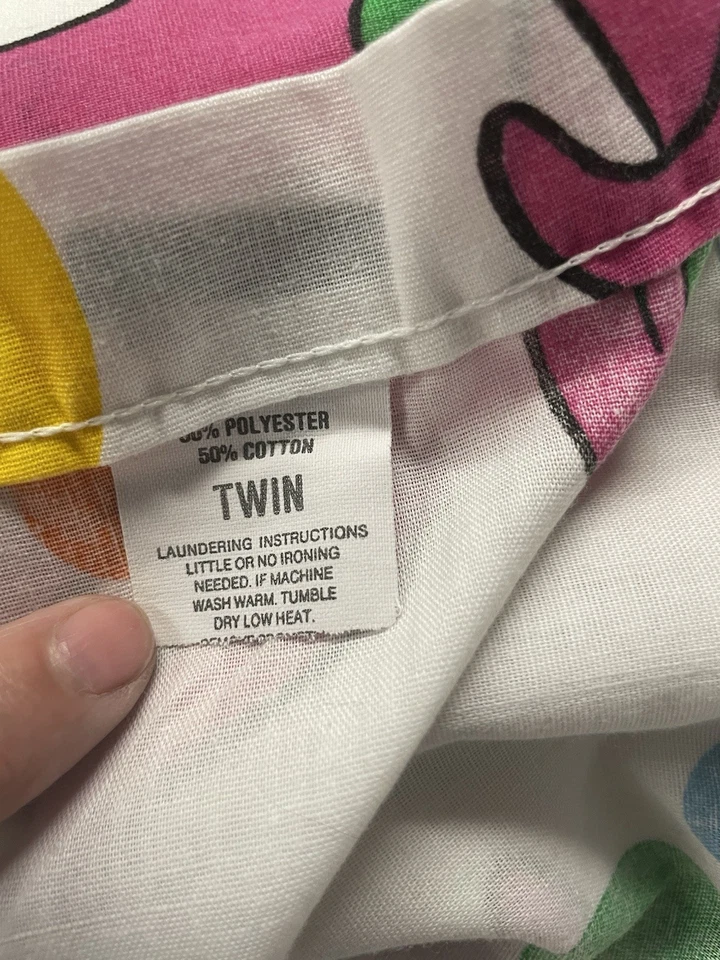 % POLYESTER
50% COTTON
TWIN
LAUNDERING INSTRUCTIONS
LITTLE OR NO IRONING
NEEDED. IF MACHINE
WASH WARM. TUMBLE
DRY LOW HEAT.